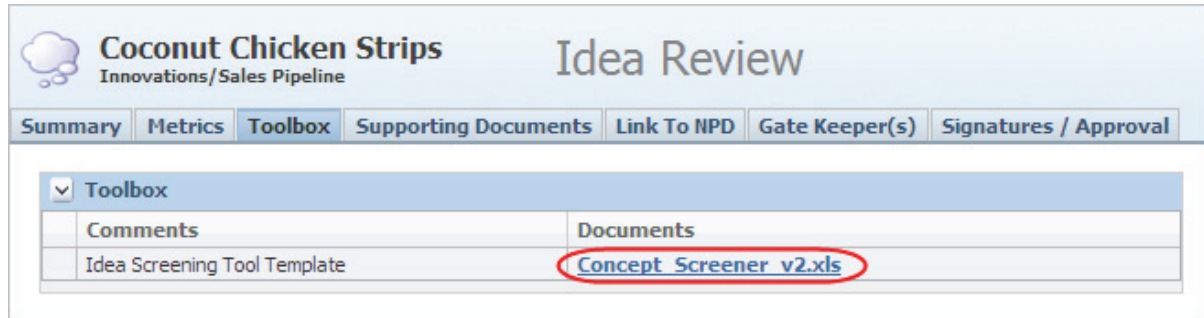 Coconut Chicken Strips
Innovations/Sales Pipeline
Idea Review
Summary Metrics Toolbox Supporting Documents Link To NPD Gate Keeper(s) Signatures / Approval
Toolbox
Comments Documents
Idea Screening Tool Template Concept_Screener_v2.xls